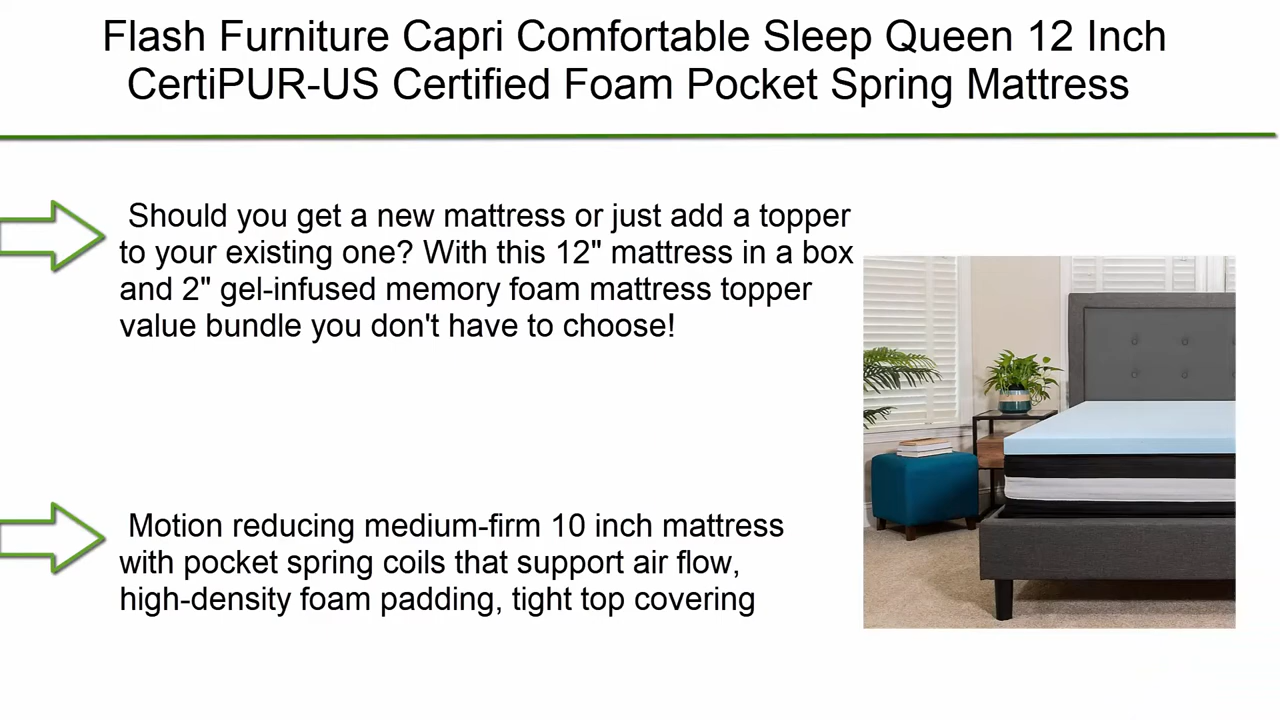 Flash Furniture Capri Comfortable Sleep Queen 12 Inch
CertiPUR-US Certified Foam Pocket Spring Mattress
Should you get a new mattress or just add a topper
to your existing one? With this 12" mattress in a box
and 2" gel-infused memory foam mattress topper
value bundle you don't have to choose!
Motion reducing medium-firm 10 inch mattress
with pocket spring coils that support air flow,
high-density foam padding, tight top covering